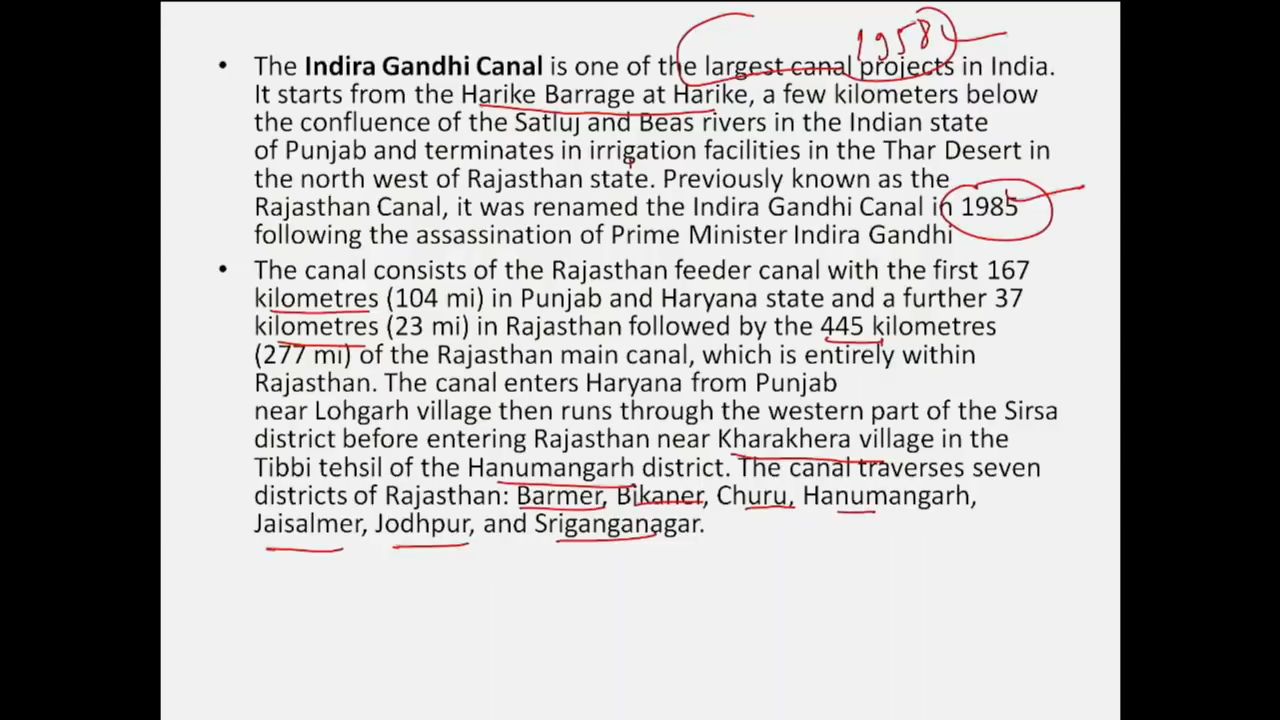 1958
• The Indira Gandhi Canal is one of the largest canal projects in India.
It starts from the Harike Barrage at Harike, a few kilometers below
the confluence of the Satluj and Beas rivers in the Indian state
of Punjab and terminates in irrigation facilities in the Thar Desert in
the north west of Rajasthan state. Previously known as the
Rajasthan Canal, it was renamed the Indira Gandhi Canal in 1985
following the assassination of Prime Minister Indira Gandhi
• The canal consists of the Rajasthan feeder canal with the first 167
kilometres (104 mi) in Punjab and Haryana state and a further 37
kilometres (23 mi) in Rajasthan followed by the 445 kilometres
(277 mi) of the Rajasthan main canal, which is entirely within
Rajasthan. The canal enters Haryana from Punjab
near Lohgarh village then runs through the western part of the Sirsa
district before entering Rajasthan near Kharakhera village in the
Tibbi tehsil of the Hanumangarh district. The canal traverses seven
districts of Rajasthan: Barmer, Bikaner, Churu, Hanumangarh,
Jaisalmer, Jodhpur, and Sriganganagar.